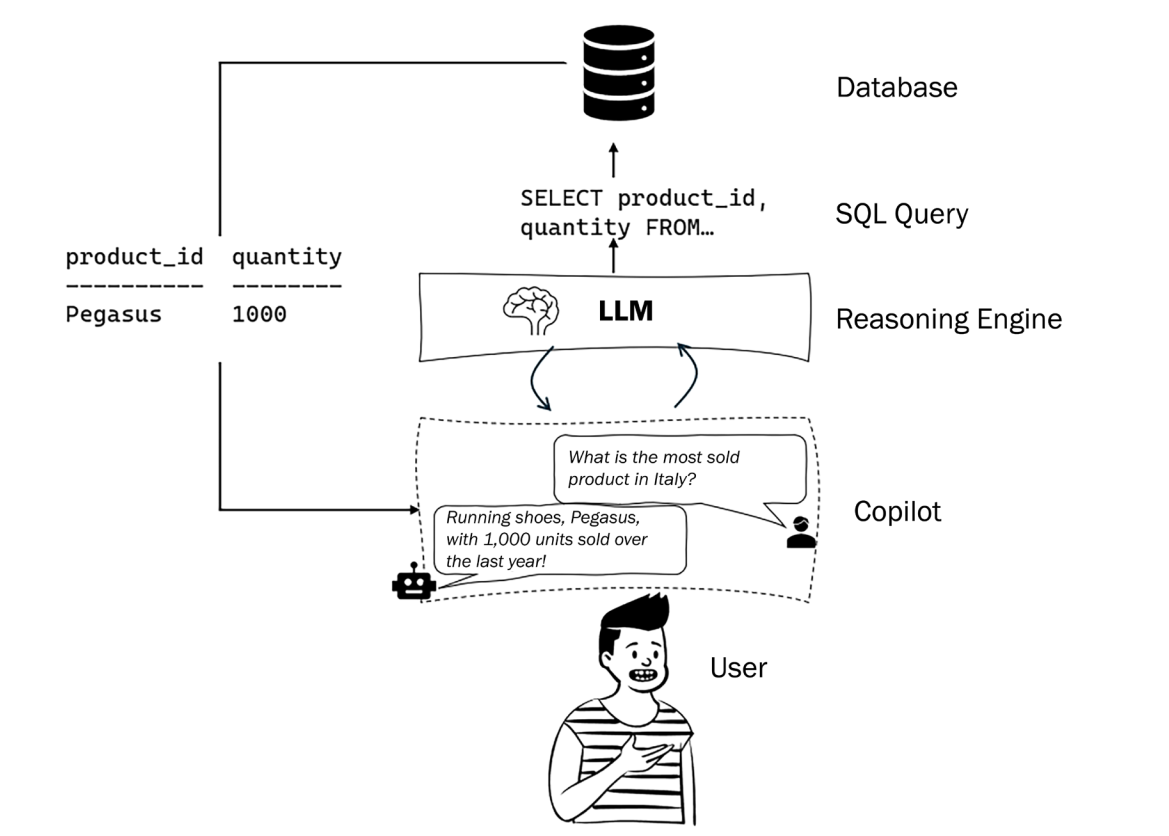 Database
SELECT product_id,
quantity FROM…
SQL Query
product_id quantity
---------- --------
Pegasus 1000
LLM
Reasoning Engine
What is the most sold
product in Italy?
Running shoes, Pegasus,
with 1,000 units sold over
the last year!
Copilot
User